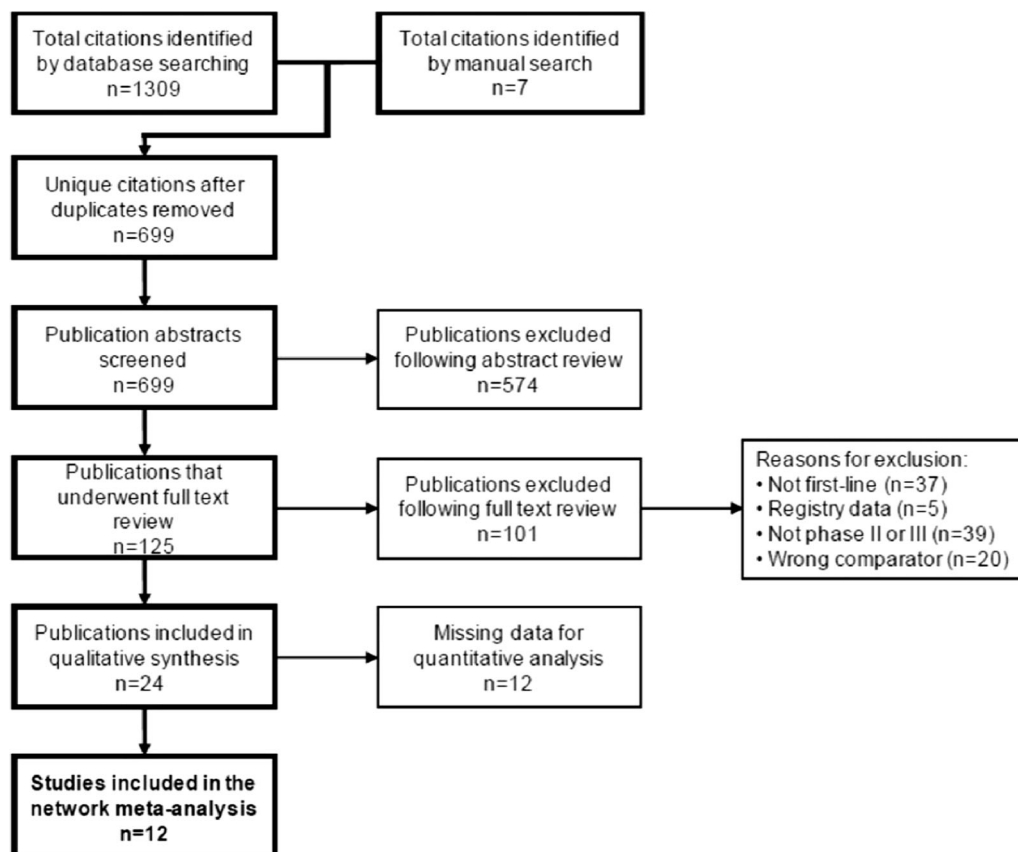 Total citations identified
by database searching
n=1309
Total citations identified
by manual search
n=7
Unique citations after
duplicates removed
n=699
Publication abstracts
screened
n=699
Publications excluded
following abstract review
n=574
Publications that
underwent full text
review
n=125
Publications excluded
following full text review
n=101
Reasons for exclusion:
• Not first-line (n=37)
• Registry data (n=5)
• Not phase II or III (n=39)
• Wrong comparator (n=20)
Publications included in
qualitative synthesis
n=24
Missing data for
quantitative analysis
n=12
Studies included in the
network meta-analysis
n=12